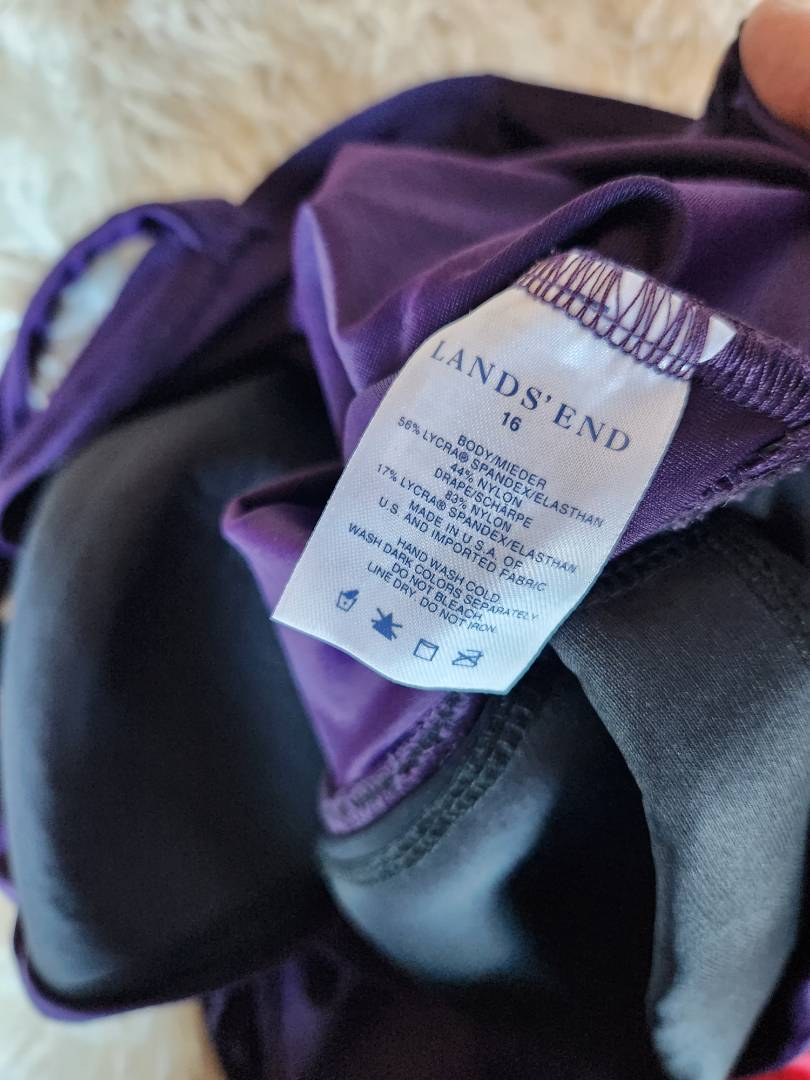 LANDS' END
16
BODY/MIEDER
56% LYCRA® SPANDEX/ELASTHAN
44% NYLON
DRAPE/SCHARPE
83% NYLON
17% LYCRA® SPANDEX/ELASTHAN
MADE IN U.S.A. OF
U.S. AND IMPORTED FABRIC
HAND WASH COLD.
WASH DARK COLORS SEPARATELY
DO NOT BLEACH.
LINE DRY. DO NOT IRON.